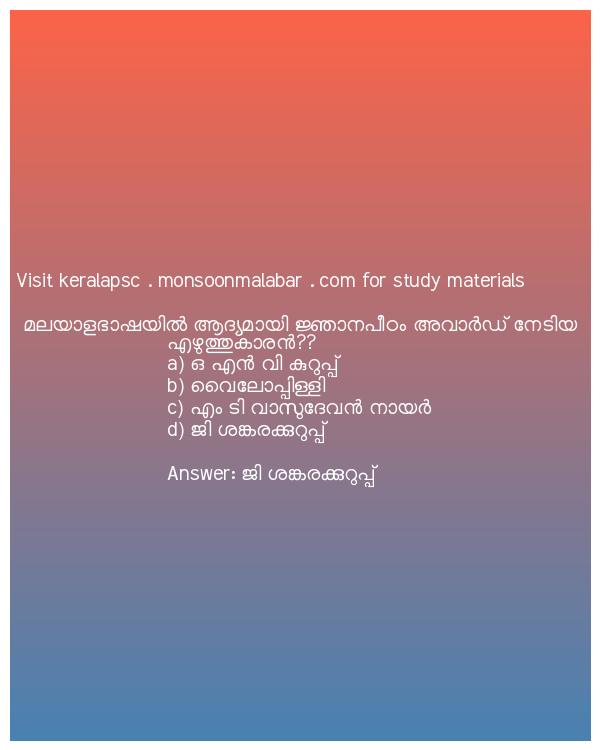 Visit keralapsc . monsoonmalabar . com for study materials
മലയാളഭാഷയിൽ ആദ്യമായി ജ്ഞാനപീഠം അവാർഡ് നേടിയ
എഴുത്തുകാരൻ??
a) ഒ എൻ വി കുറുപ്പ്
b) വൈലോപ്പിള്ളി
c) എം ടി വാസുദേവൻ നായർ
d) ജി ശങ്കരക്കുറുപ്പ്
Answer: ജി ശങ്കരക്കുറുപ്പ്